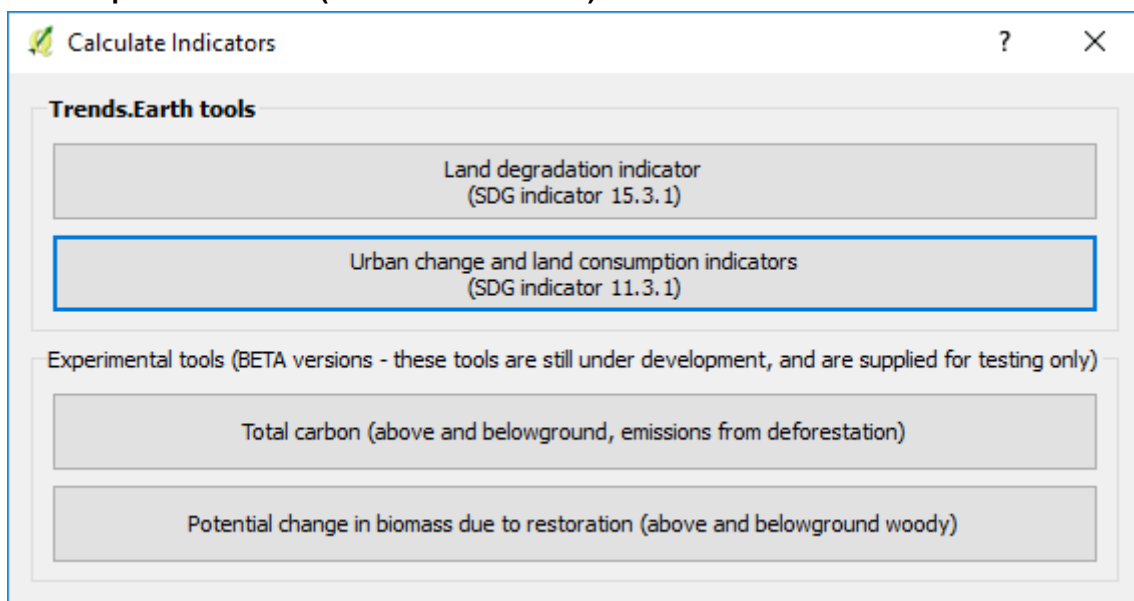 Calculate Indicators
?
Trends.Earth tools
Land degradation indicator
(SDG indicator 15.3.1)
Urban change and land consumption indicators
(SDG indicator 11.3.1)
Experimental tools (BETA versions - these tools are still under development, and are supplied for testing only)
Total carbon (above and belowground, emissions from deforestation)
Potential change in biomass due to restoration (above and belowground woody)